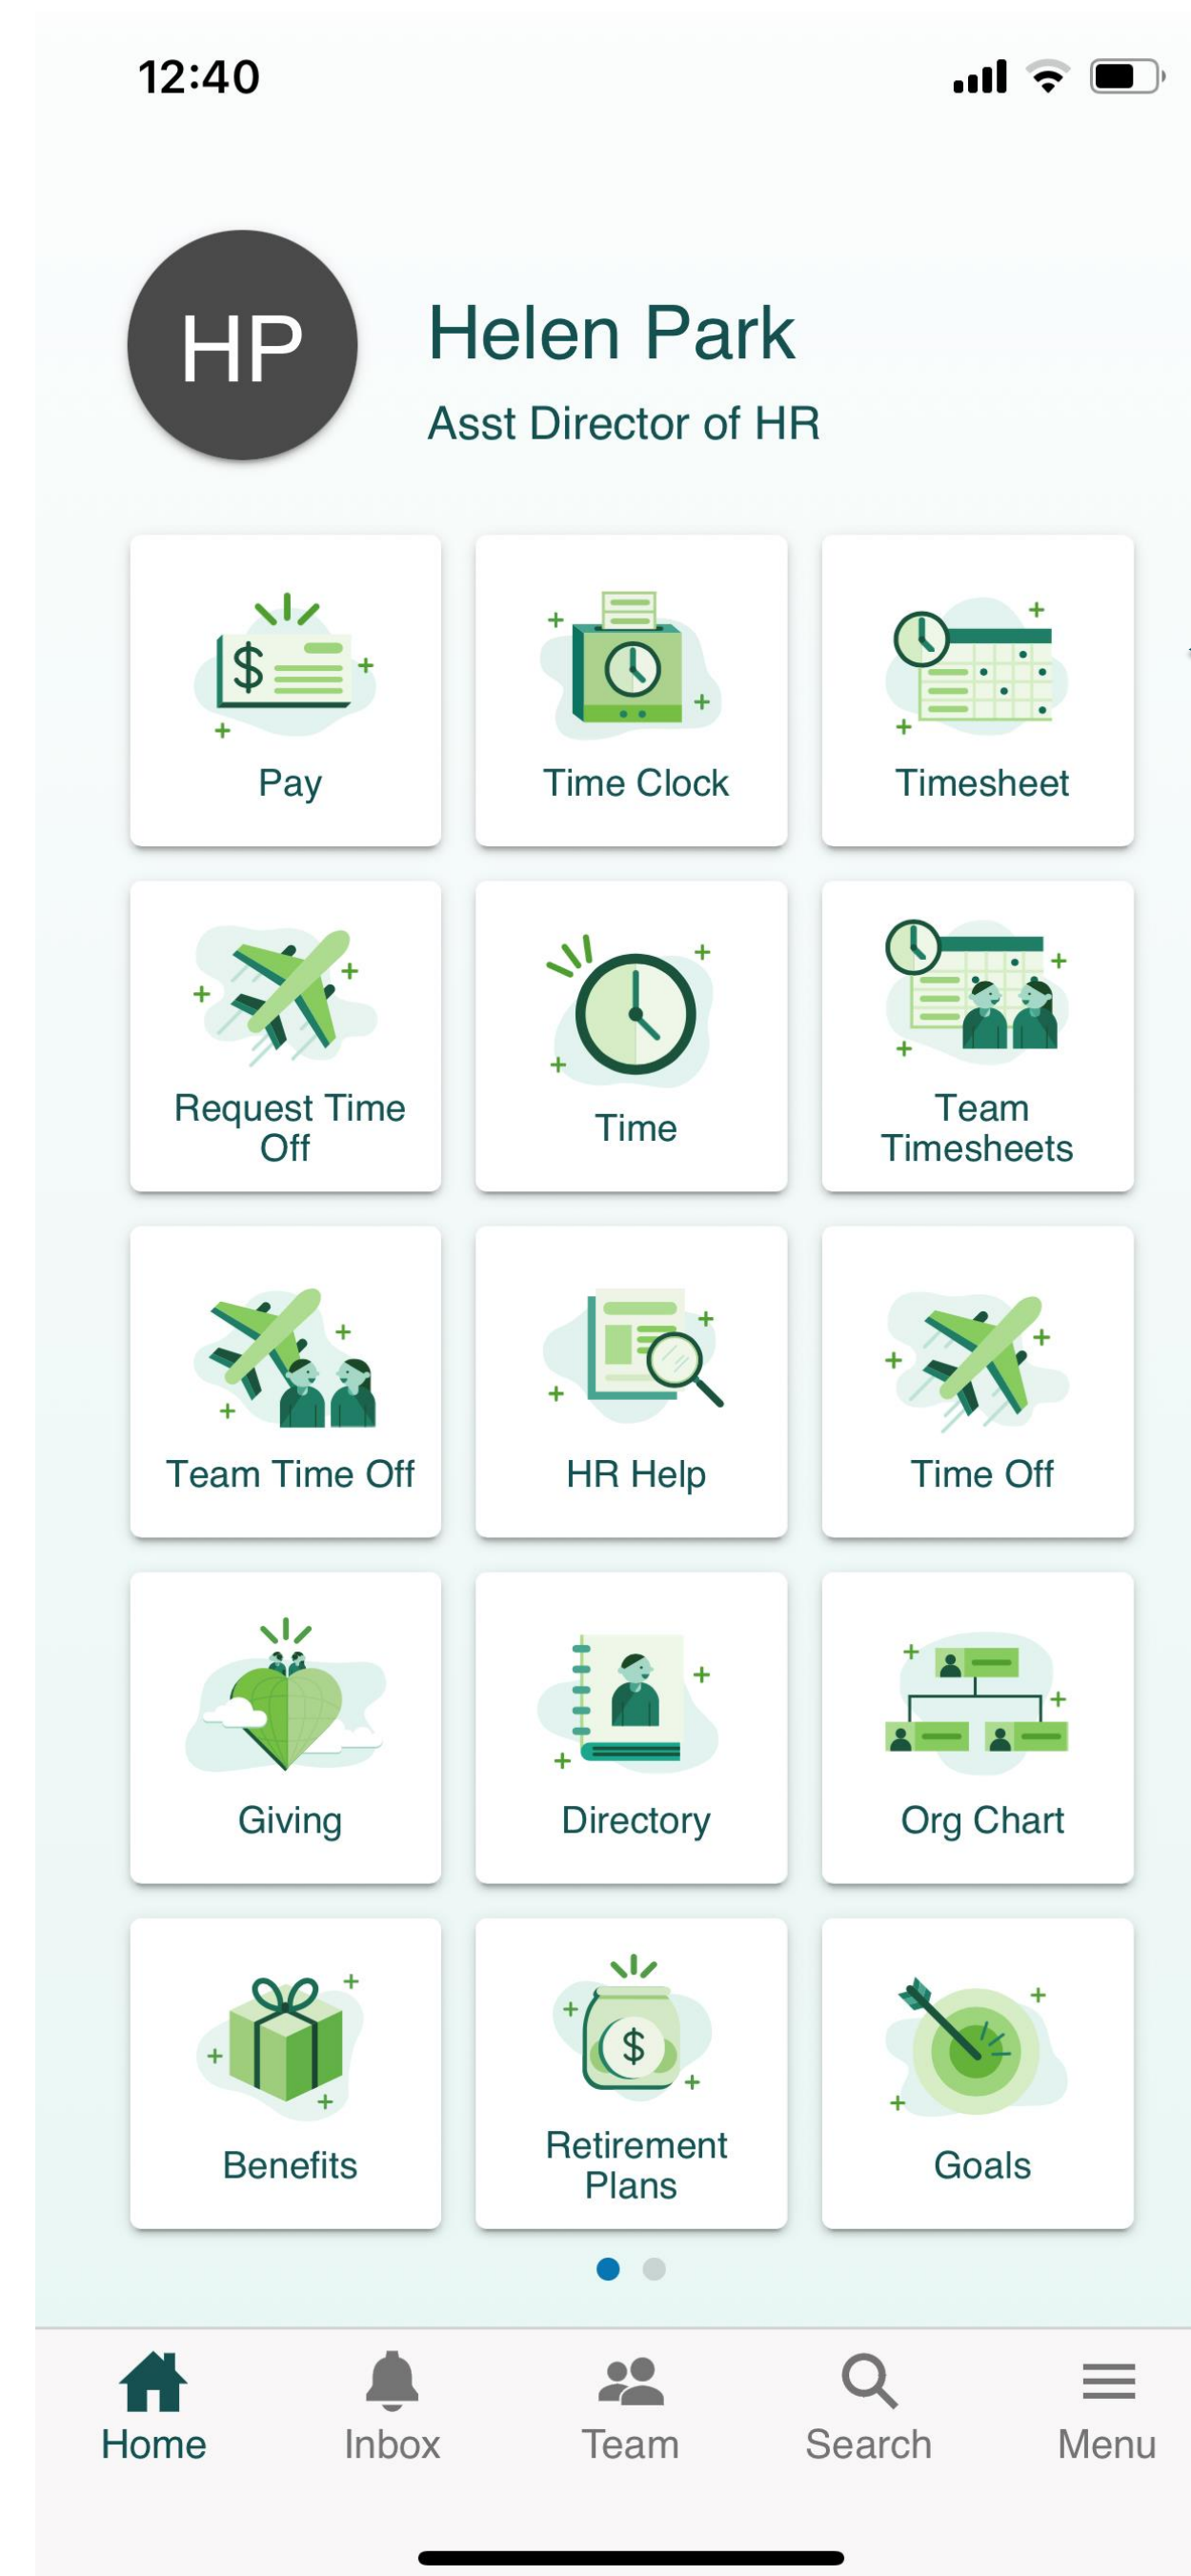 12:40
HP
Helen Park
Asst Director of HR
$
Pay
Time Clock
Timesheet
Request Time
Off
Time
Team
Timesheets
Team Time Off
HR Help
Time Off
Giving
Directory
Org Chart
Benefits
$
Retirement
Plans
Goals
Home
Inbox
Team
Search
Menu